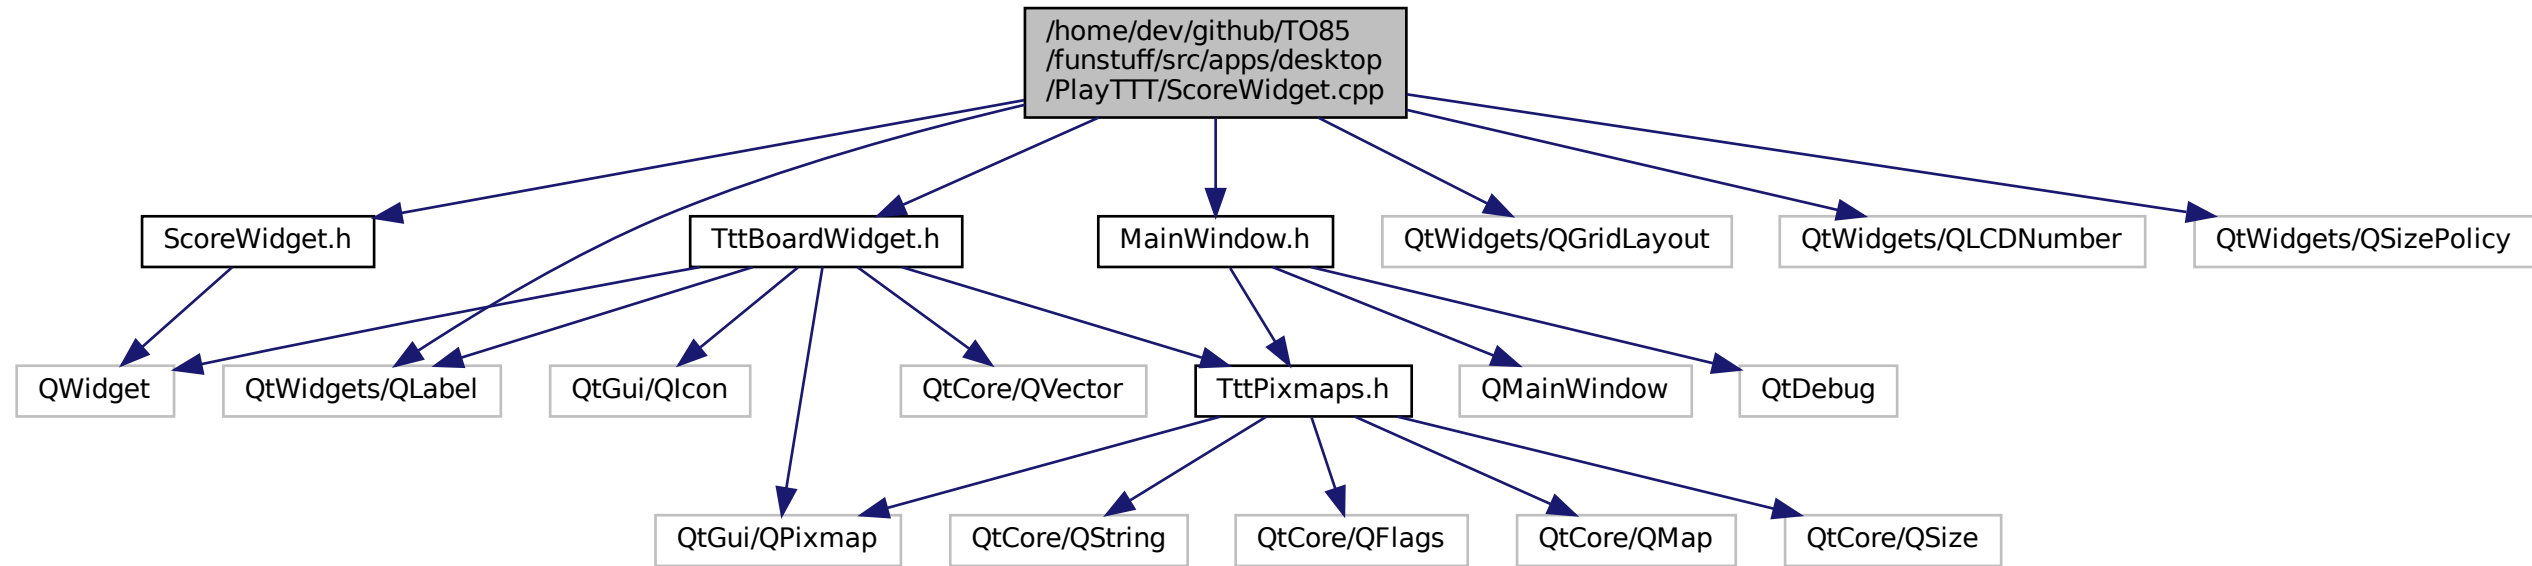 /home/dev/github/TO85
/funstuff/src/apps/desktop
/PlayTTT/ScoreWidget.cpp
ScoreWidget.h
TttBoardWidget.h
MainWindow.h
QtWidgets/QGridLayout
QtWidgets/QLCDNumber
QtWidgets/QSizePolicy
QWidget
QtWidgets/QLabel
QtGui/QIcon
QtCore/QVector
TttPixmaps.h
QMainWindow
QtDebug
QtGui/QPixmap
QtCore/QString
QtCore/QFlags
QtCore/QMap
QtCore/QSize